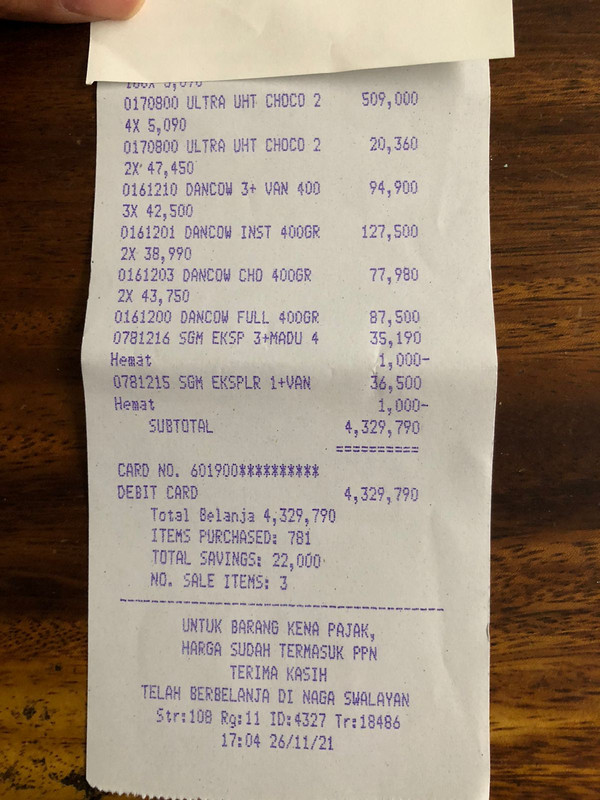 0170800 ULTRA UHT CHOCO 2 509,000
4X 5,090
0170800 ULTRA UHT CHOCO 2 20,360
2X 47,450
0161210 DANCOW 3+ VAN 400 94,900
3X 42,500
0161201 DANCOW INST 400GR 127,500
2X 38,990
0161203 DANCOW CHO 400GR 77,980
2X 43,750
0161200 DANCOW FULL 400GR 87,500
0781216 SGM EKSP 3+MADU 4 35,190
Hemat 1,000-
0781215 SGM EKSPLR 1+VAN 36,500
Hemat 1,000-
SUBTOTAL 4,329,790
==========
CARD NO. 601900**********
DEBIT CARD 4,329,790
Total Belanja 4,329,790
ITEMS PURCHASED: 781
TOTAL SAVINGS: 22,000
NO. SALE ITEMS: 3
----------------------------------------
UNTUK BARANG KENA PAJAK,
HARGA SUDAH TERMASUK PPN
TERIMA KASIH
TELAH BERBELANJA DI NAGA SWALAYAN
Str:108 Rg:11 ID:4327 Tr:18486
17:04 26/11/21